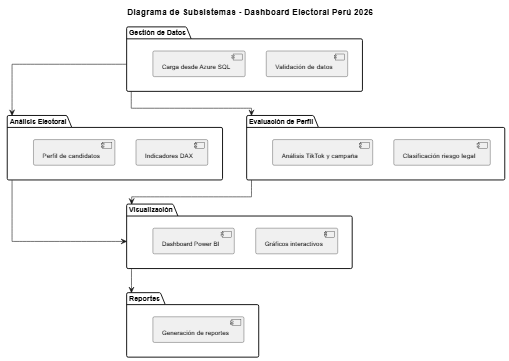 Diagrama de Subsistemas - Dashboard Electoral Perú 2026
Gestión de Datos
Carga desde Azure SQL
Validación de datos
Análisis Electoral
Perfil de candidatos
Indicadores DAX
Evaluación de Perfil
Análisis TikTok y campaña
Clasificación riesgo legal
Visualización
Dashboard Power BI
Gráficos interactivos
Reportes
Generación de reportes